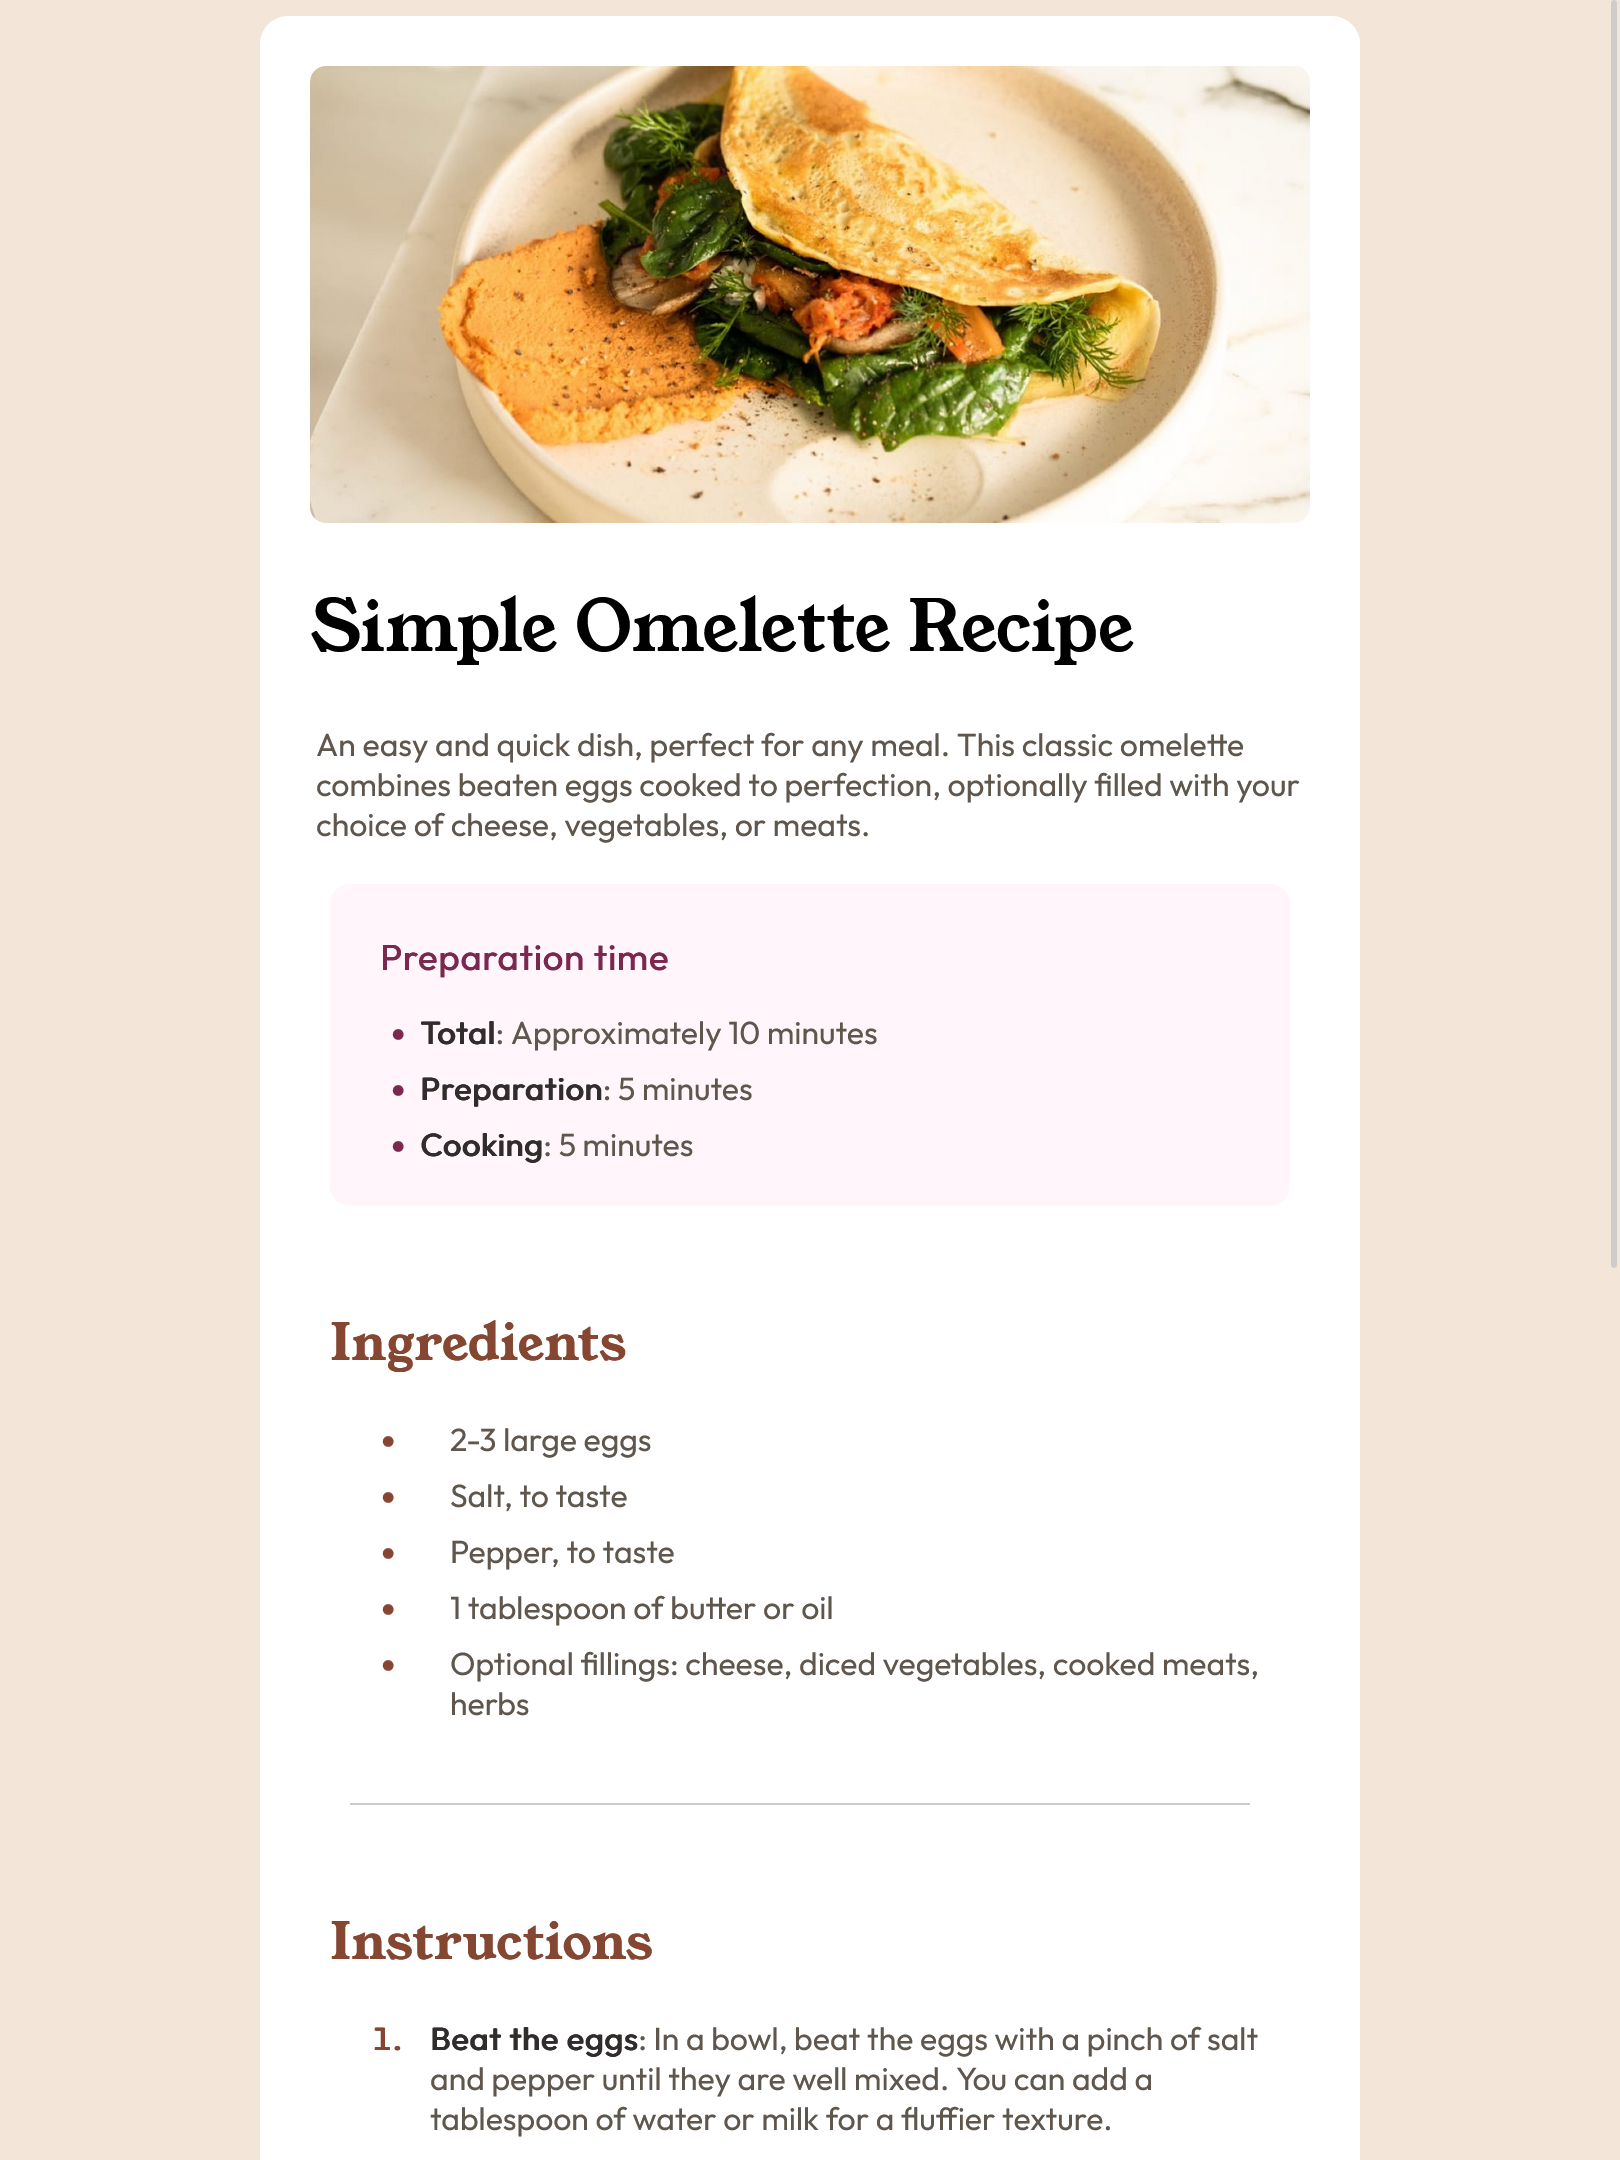 Simple Omelette Recipe
An easy and quick dish, perfect for any meal. This classic omelette
combines beaten eggs cooked to perfection, optionally filled with your
choice of cheese, vegetables, or meats.
Preparation time
• Total: Approximately 10 minutes
• Preparation: 5 minutes
• Cooking: 5 minutes
Ingredients
• 2-3 large eggs
• Salt, to taste
• Pepper, to taste
• 1 tablespoon of butter or oil
• Optional fillings: cheese, diced vegetables, cooked meats,
herbs
Instructions
1. Beat the eggs: In a bowl, beat the eggs with a pinch of salt
and pepper until they are well mixed. You can add a
tablespoon of water or milk for a fluffier texture.